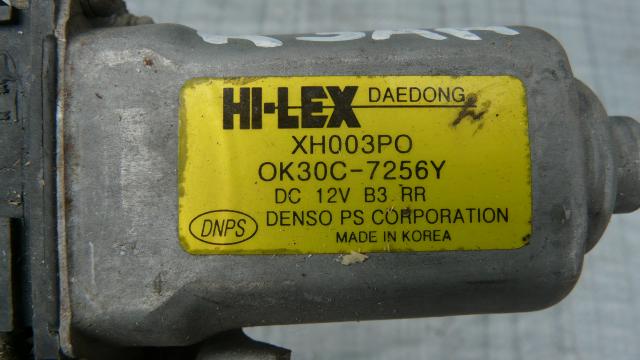 HI-LEX DAEDONG
XH003PO
OK30C-7256Y
DC 12V B3 RR
DNPS DENSO PS CORPORATION
MADE IN KOREA